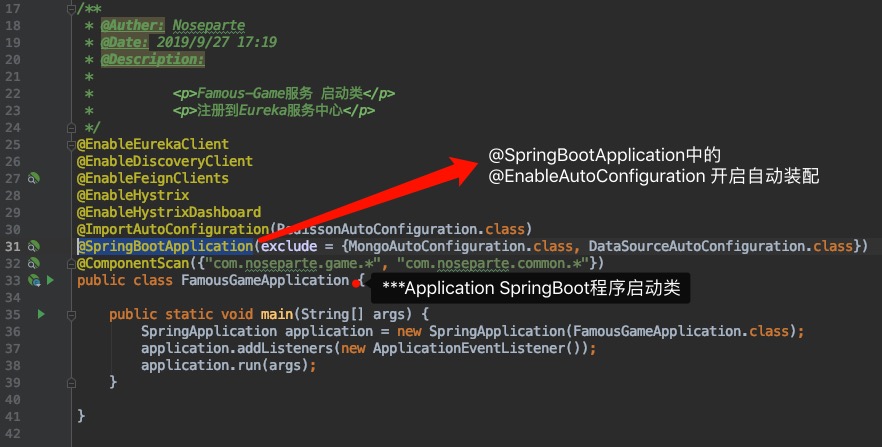 17 /**
18 * @Auther: Noseparte
19 * @Date: 2019/9/27 17:19
20 * @Description:
21 *
22 * <p>Famous-Game服务 启动类</p>
23 * <p>注册到Eureka服务中心</p>
24 */
25 @EnableEurekaClient
26 @EnableDiscoveryClient
27 @EnableFeignClients
28 @EnableHystrix
29 @EnableHystrixDashboard
30 @ImportAutoConfiguration(RedissonAutoConfiguration.class)
31 @SpringBootApplication(exclude = {MongoAutoConfiguration.class, DataSourceAutoConfiguration.class})
32 @ComponentScan({"com.noseparte.game.*", "com.noseparte.common.*"})
33 public class FamousGameApplication {
34
35 public static void main(String[] args) {
36 SpringApplication application = new SpringApplication(FamousGameApplication.class);
37 application.addListeners(new ApplicationEventListener());
38 application.run(args);
39 }
40
41 }
42
@SpringBootApplication中的
@EnableAutoConfiguration 开启自动装配
***Application SpringBoot程序启动类